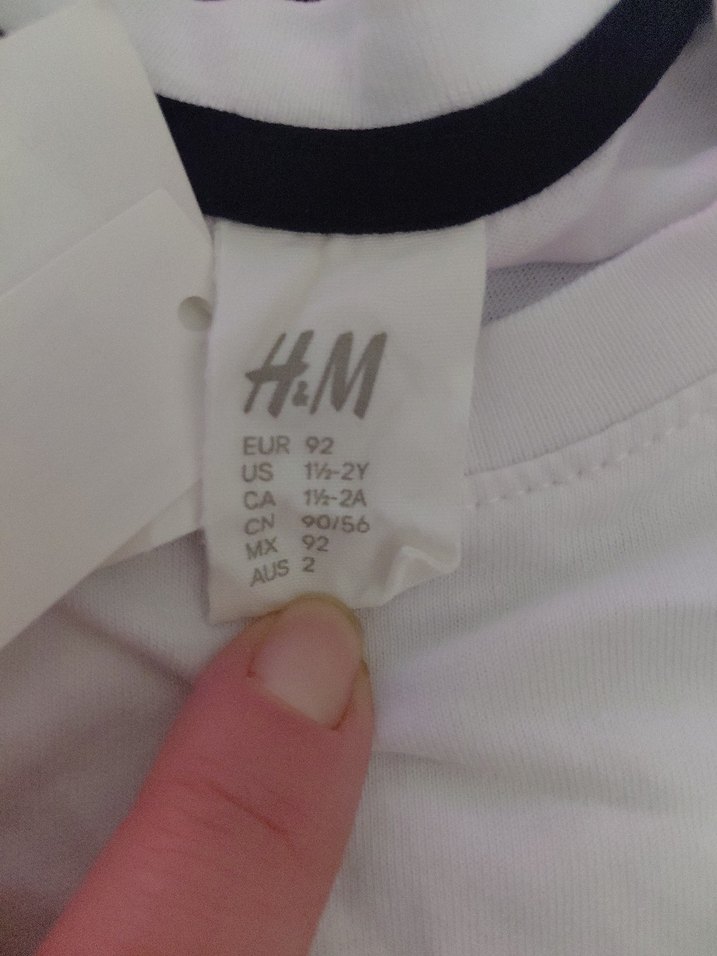 H&M
EUR 92
US 1½-2Y
CA 1½-2A
CN 90/56
MX 92
AUS 2